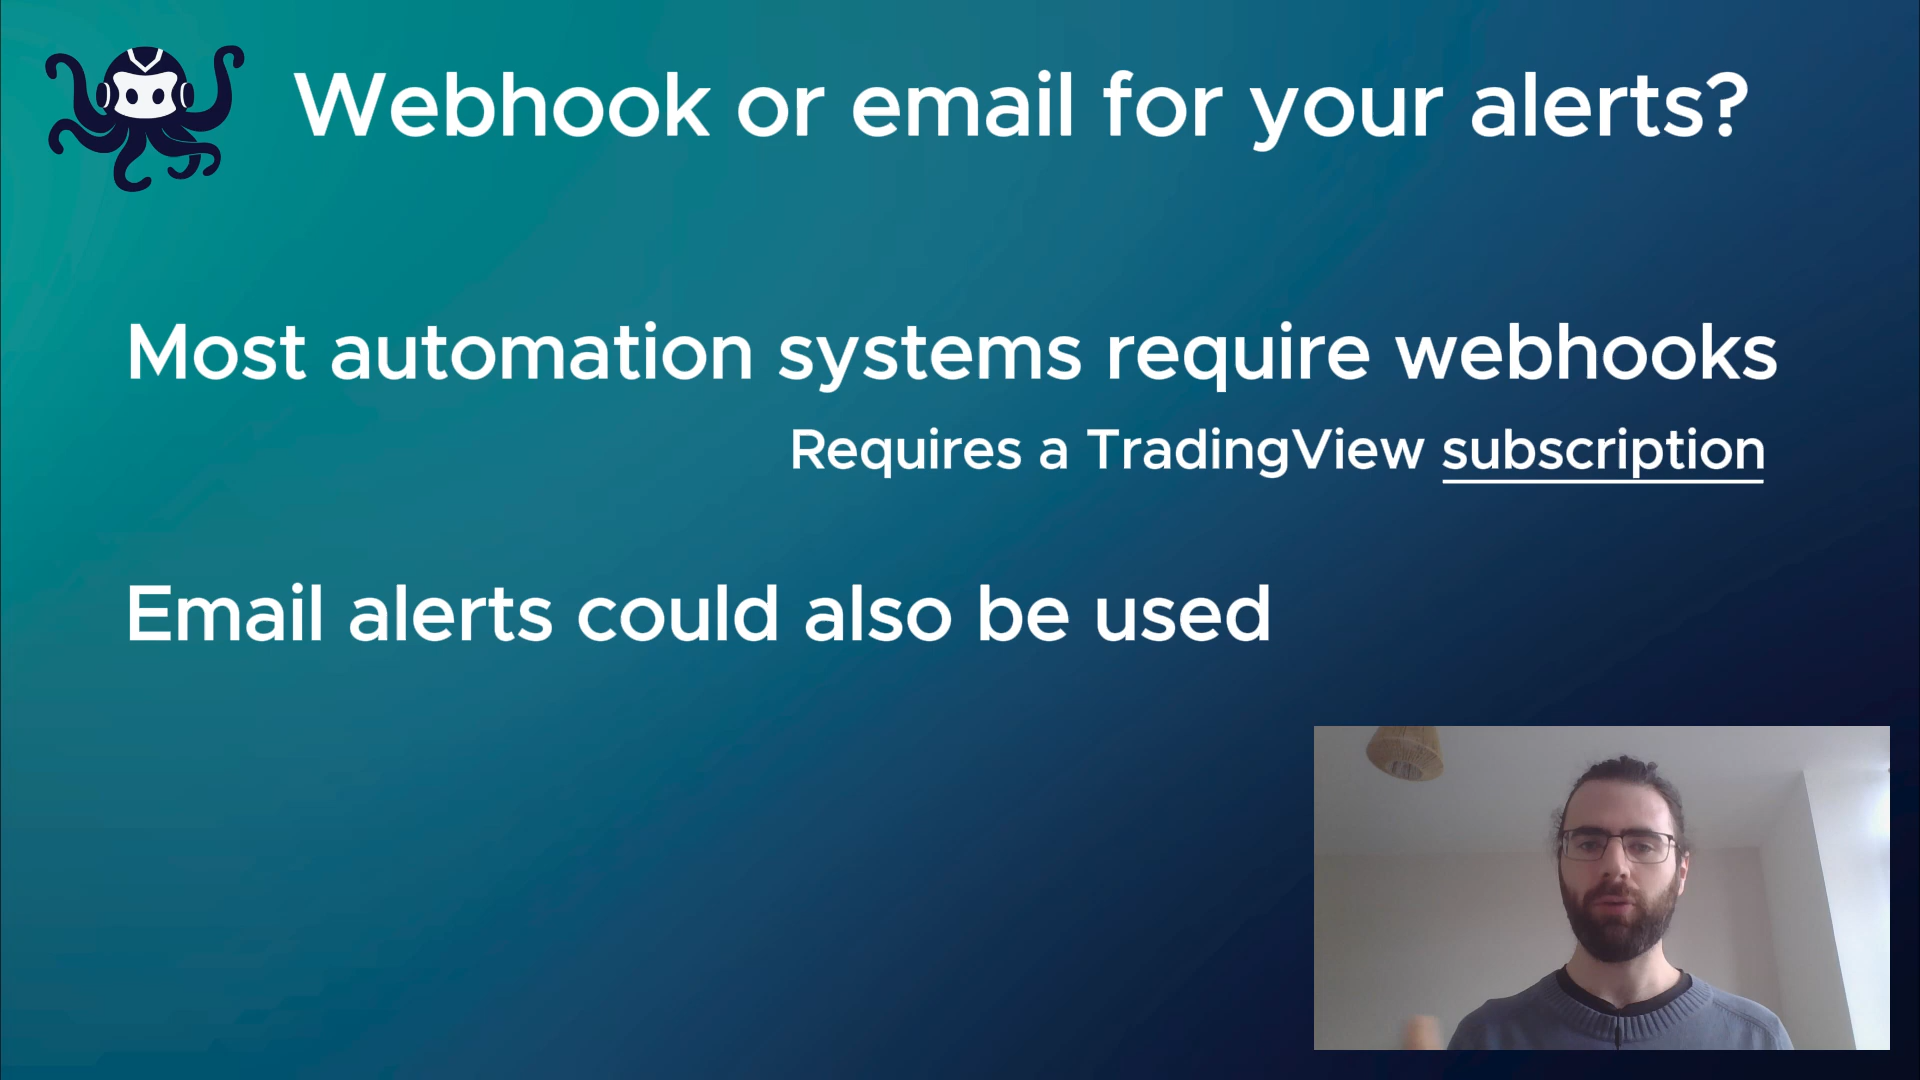 Webhook or email for your alerts?
Most automation systems require webhooks
Requires a TradingView subscription
Email alerts could also be used